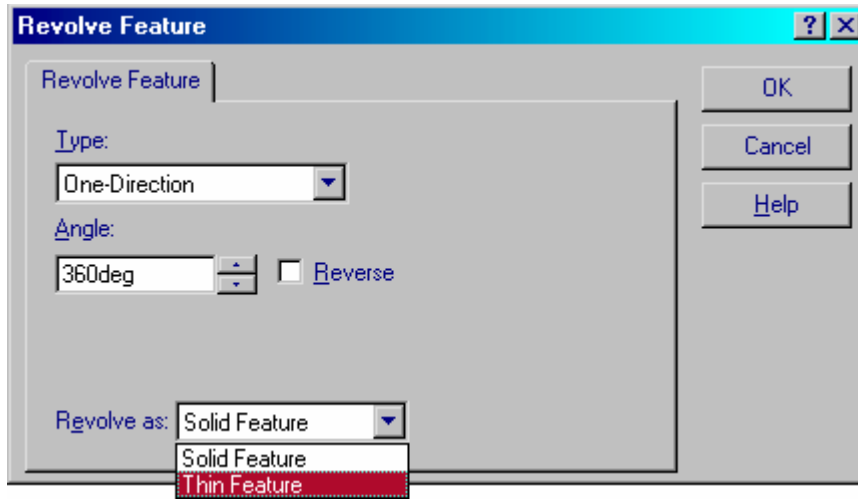 Revolve Feature
Revolve Feature
OK
Type:
Cancel
One-Direction
Help
Angle:
360deg
Reverse
Revolve as:
Solid Feature
Solid Feature
Thin Feature